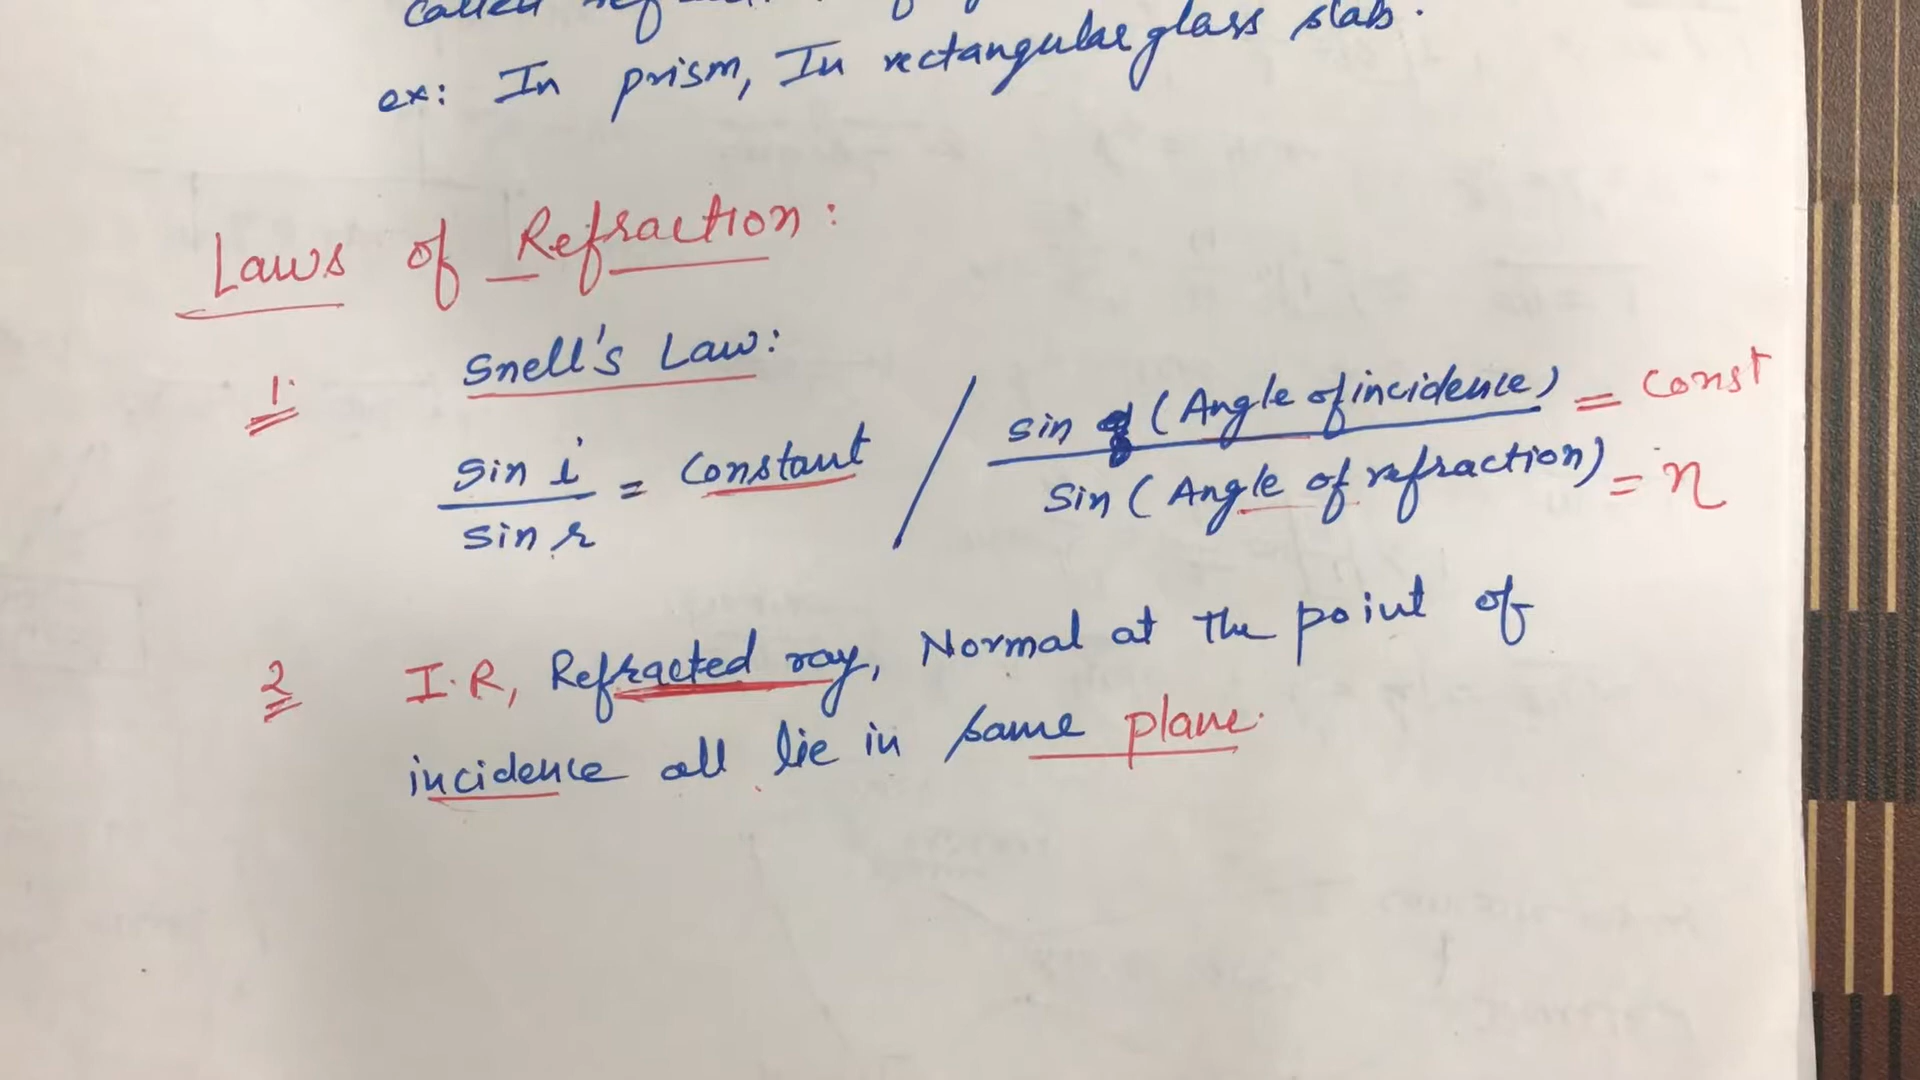 called
ex: In prism, In rectangular glass slab.
Laws of Refraction:
1. Snell's Law:
sin i / sin r = Constant / sin (Angle of incidence) / sin (Angle of refraction) = const = n
2 I.R, Refracted ray, Normal at the point of
incidence all lie in same plane.